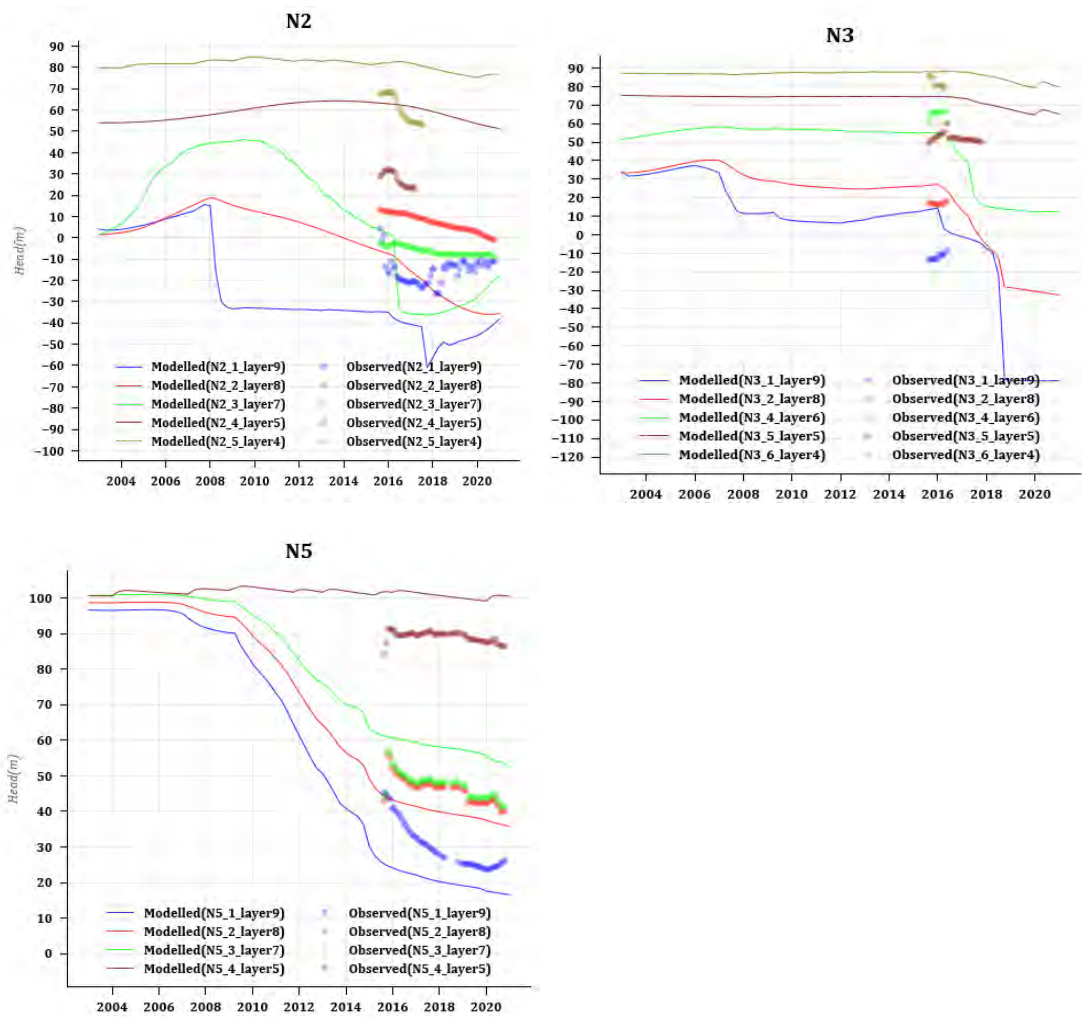 N2
90
80
70
60
50
40
30
20
10
0
−10
−20
−30
−40
−50
−60
−70
−80
−90
−100
Head(m)
Modelled(N2_1_layer9)
Modelled(N2_2_layer8)
Modelled(N2_3_layer7)
Modelled(N2_4_layer5)
Modelled(N2_5_layer4)
Observed(N2_1_layer9)
Observed(N2_2_layer8)
Observed(N2_3_layer7)
Observed(N2_4_layer5)
Observed(N2_5_layer4)
2004 2006 2008 2010 2012 2014 2016 2018 2020
N3
90
80
70
60
50
40
30
20
10
0
−10
−20
−30
−40
−50
−60
−70
−80
−90
−100
−110
−120
Modelled(N3_1_layer9)
Modelled(N3_2_layer8)
Modelled(N3_4_layer6)
Modelled(N3_5_layer5)
Modelled(N3_6_layer4)
Observed(N3_1_layer9)
Observed(N3_2_layer8)
Observed(N3_4_layer6)
Observed(N3_5_layer5)
Observed(N3_6_layer4)
2004 2006 2008 2010 2012 2014 2016 2018 2020
N5
100
90
80
70
60
50
40
30
20
10
0
Head(m)
Modelled(N5_1_layer9)
Modelled(N5_2_layer8)
Modelled(N5_3_layer7)
Modelled(N5_4_layer5)
Observed(N5_1_layer9)
Observed(N5_2_layer8)
Observed(N5_3_layer7)
Observed(N5_4_layer5)
2004 2006 2008 2010 2012 2014 2016 2018 2020